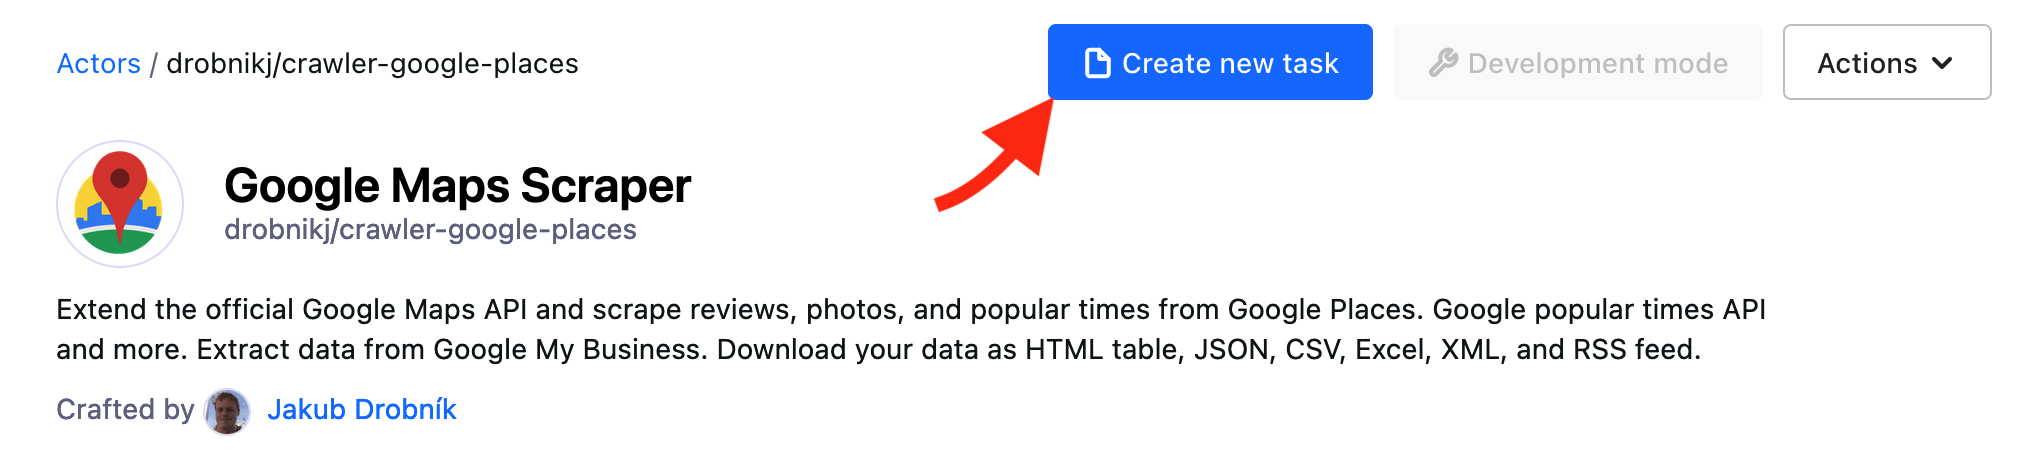 Actors / drobnikj/crawler-google-places
Create new task
Development mode
Actions
Google Maps Scraper
drobnikj/crawler-google-places
Extend the official Google Maps API and scrape reviews, photos, and popular times from Google Places. Google popular times API
and more. Extract data from Google My Business. Download your data as HTML table, JSON, CSV, Excel, XML, and RSS feed.
Crafted by Jakub Drobník